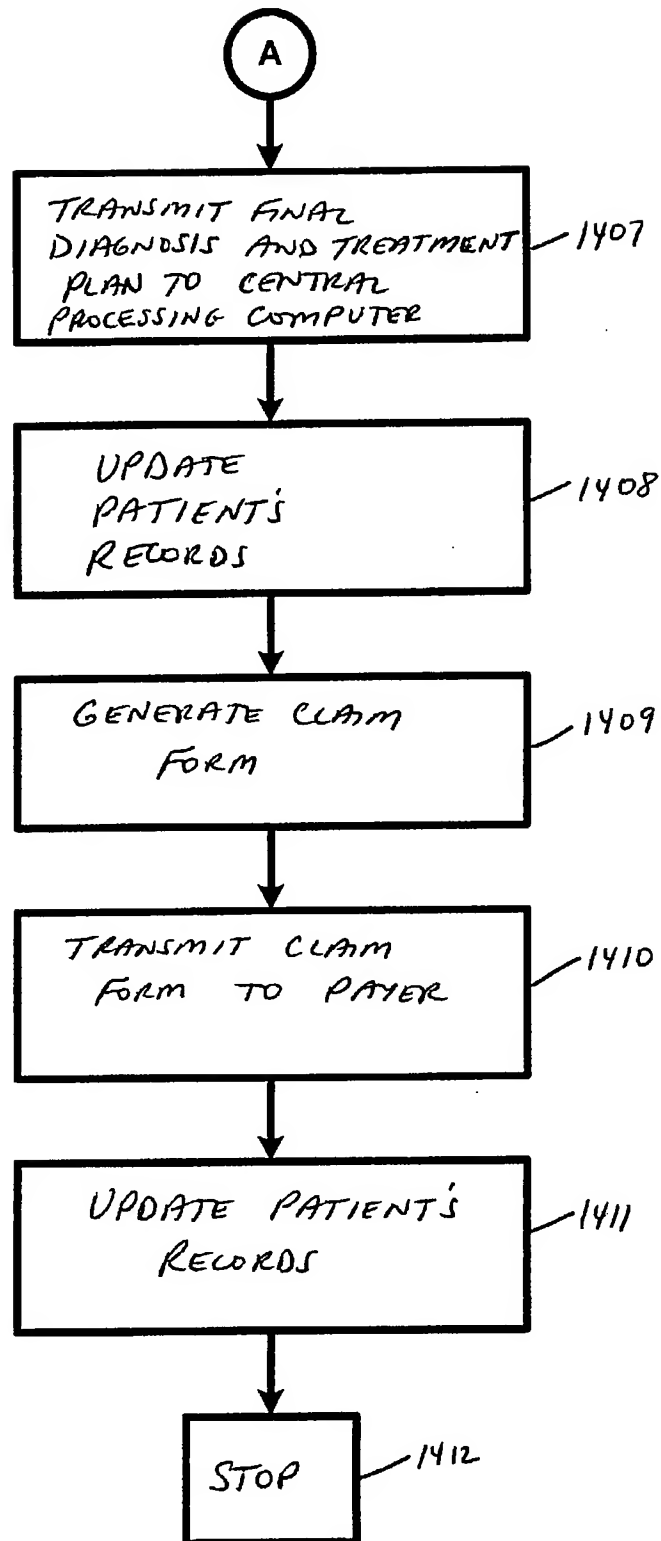 A
TRANSMIT FINAL
DIAGNOSIS AND TREATMENT
PLAN TO CENTRAL
PROCESSING COMPUTER
1407
UPDATE
PATIENT'S
RECORDS
1408
GENERATE CLAIM
FORM
1409
TRANSMIT CLAIM
FORM TO PAYER
1410
UPDATE PATIENT'S
RECORDS
1411
STOP
1412